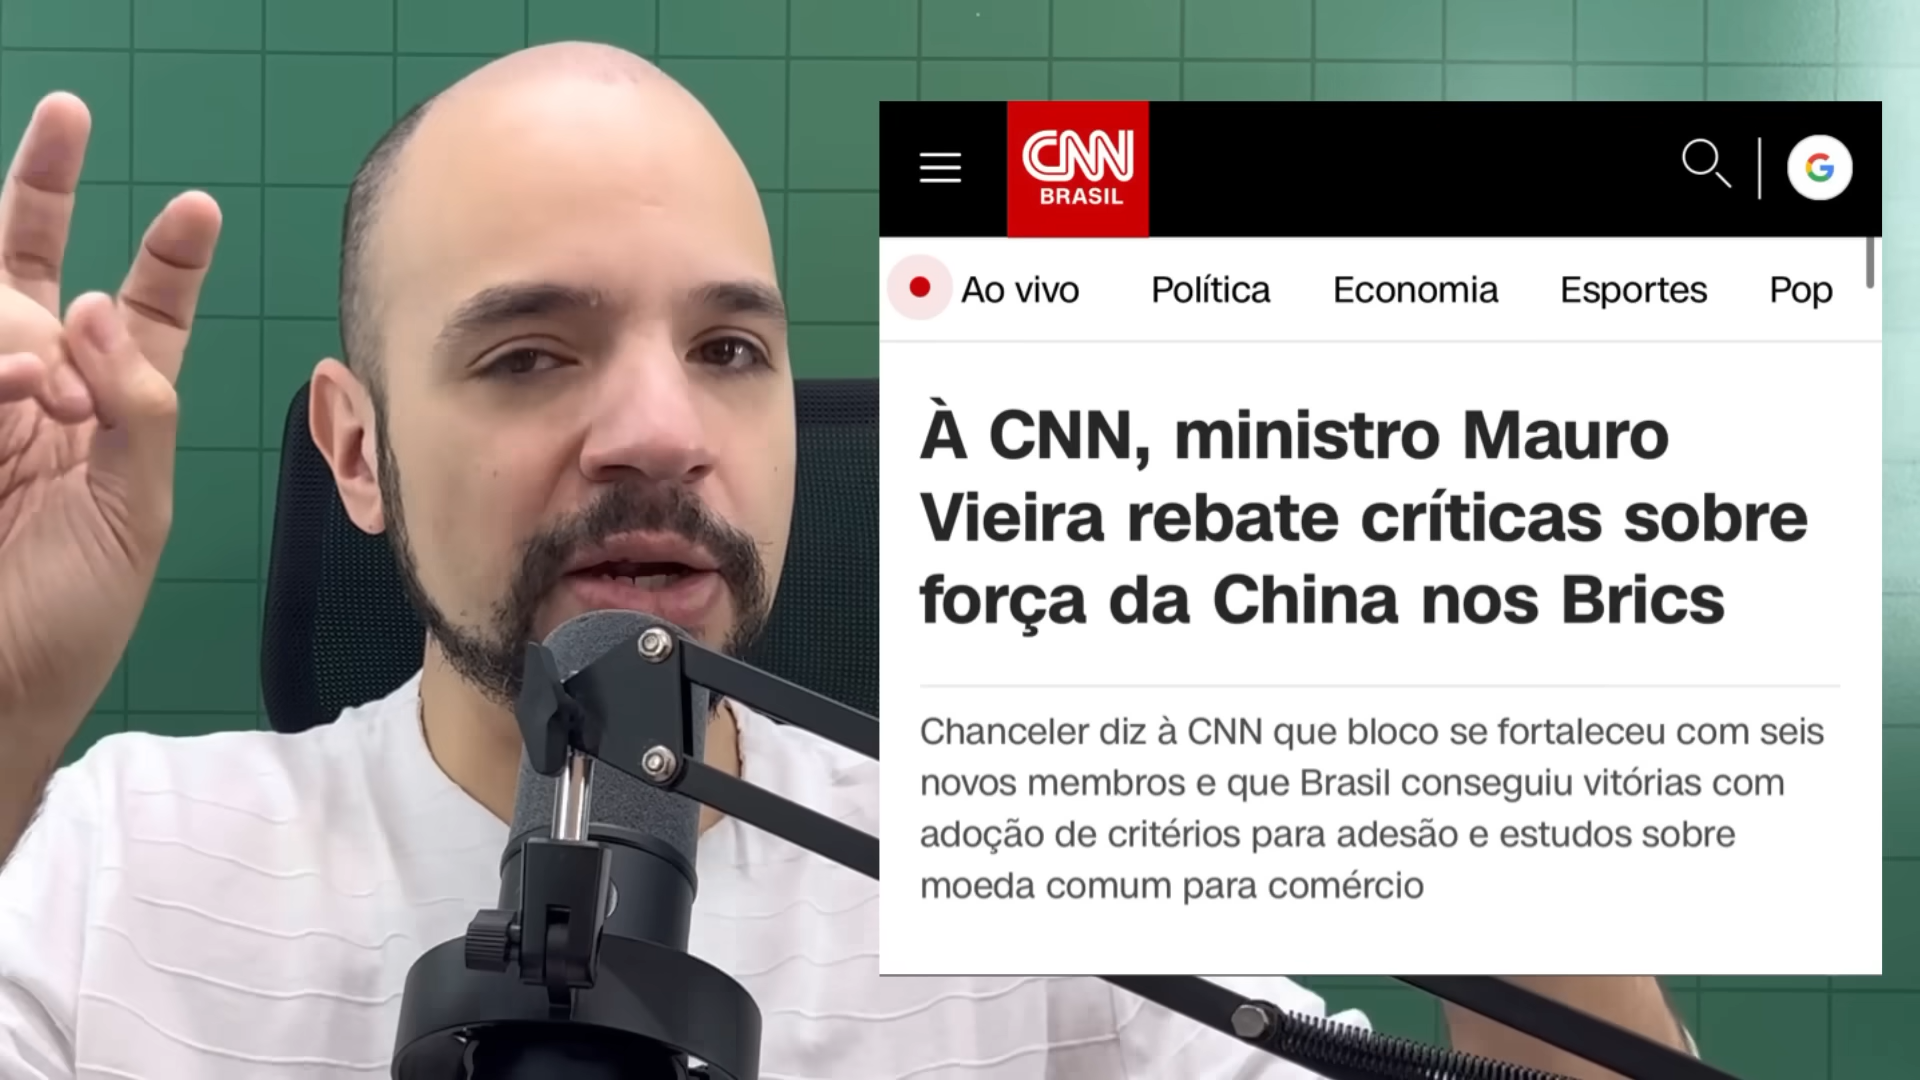 CNN
BRASIL
G
Ao vivo Política Economia Esportes Pop
À CNN, ministro Mauro
Vieira rebate críticas sobre
força da China nos Brics
Chanceler diz à CNN que bloco se fortaleceu com seis
novos membros e que Brasil conseguiu vitórias com
adoção de critérios para adesão e estudos sobre
moeda comum para comércio